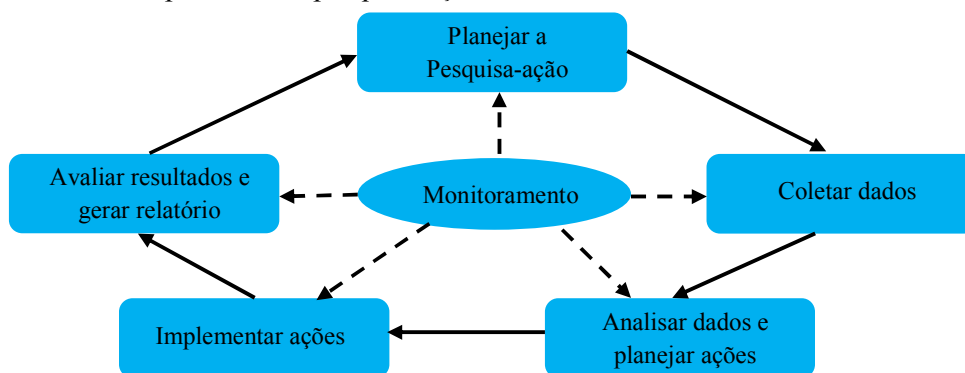 Planejar a
Pesquisa-ação
Avaliar resultados e
gerar relatório
Monitoramento
Coletar dados
Implementar ações
Analisar dados e
planejar ações